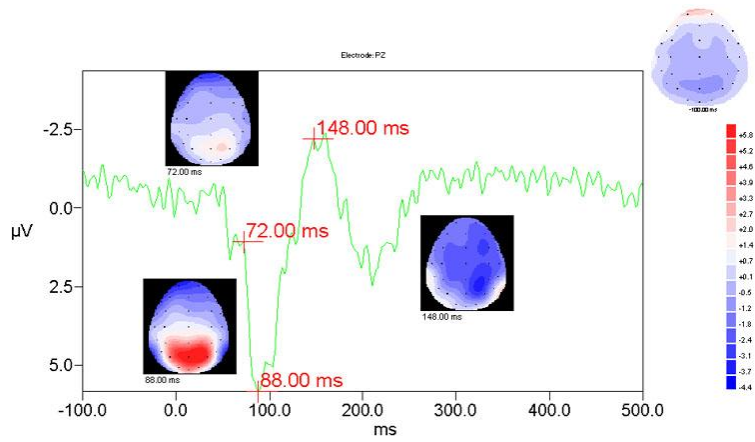 Electrode: PZ
-100.00 ms
-2.5
0.0
2.5
5.0
µV
-100.0
0.0
100.0
200.0
300.0
400.0
500.0
ms
72.00 ms
148.00 ms
72.00 ms
148.00 ms
88.00 ms
88.00 ms
+5.8
+5.2
+4.6
+3.9
+3.3
+2.7
+2.0
+1.4
+0.7
+0.1
-0.5
-1.2
-1.8
-2.4
-3.1
-3.7
-4.4